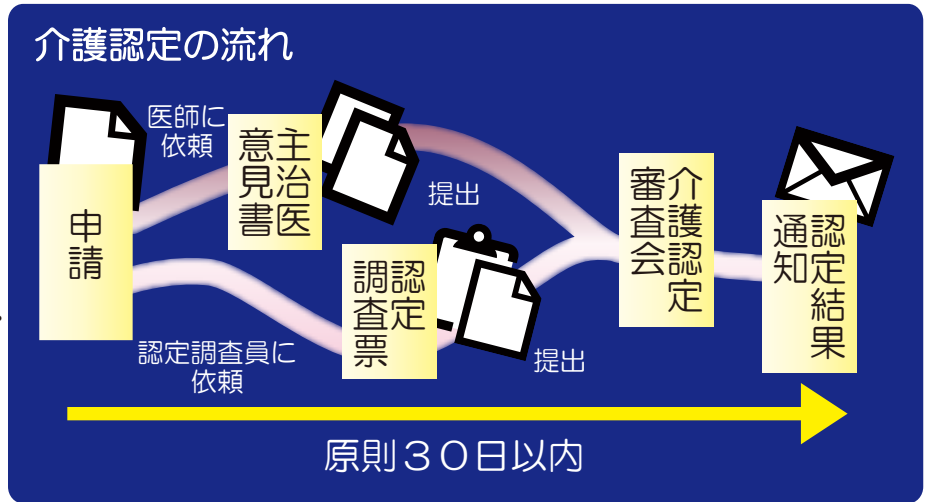 介護認定の流れ
申請
医師に
依頼
主治医
意見書
提出
認定調査員に
依頼
認定
調査票
提出
介護認定
審査会
認定結果
通知
原則３０日以内